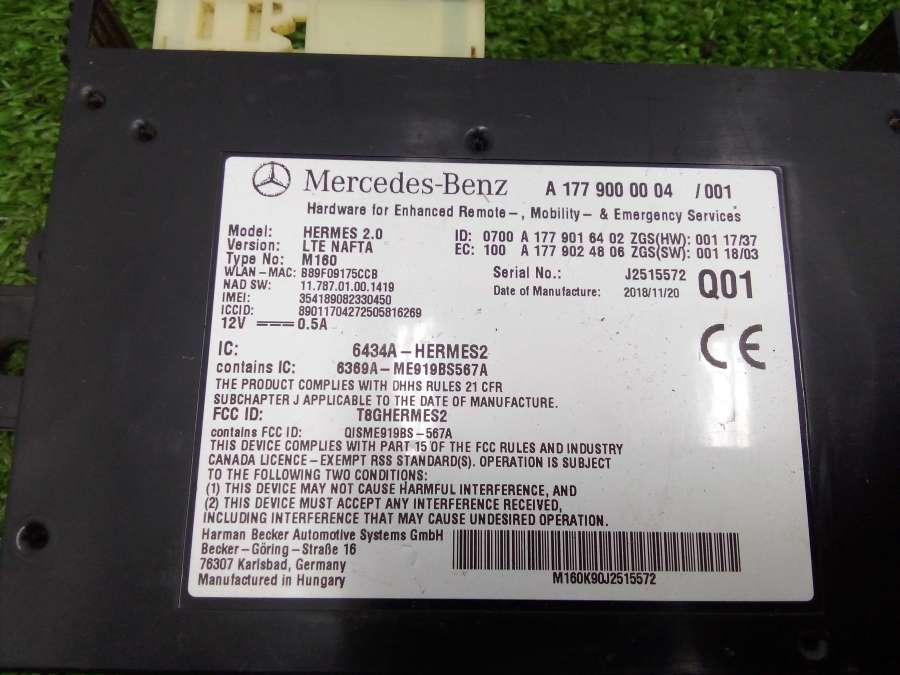 Mercedes-Benz A 177 900 00 04 /001
Hardware for Enhanced Remote-, Mobility- & Emergency Services
Model: HERMES 2.0 ID: 0700 A 177 901 64 02 ZGS(HW): 001 17/37
Version: LTE NAFTA EC: 100 A 177 902 48 06 ZGS(SW): 001 18/03
Type No: M160
WLAN-MAC: B89F09175CCB Serial No.: J2515572 Q01
NAD SW: 11.787.01.00.1419 Date of Manufacture: 2018/11/20
IMEI: 354189082330450
ICCID: 89011704272505816269
12V 0.5A
CE
IC: 6434A-HERMES2
contains IC: 6369A-ME919BS567A
THE PRODUCT COMPLIES WITH DHHS RULES 21 CFR
SUBCHAPTER J APPLICABLE TO THE DATE OF MANUFACTURE.
FCC ID: T8GHERMES2
contains FCC ID: QISME919BS-567A
THIS DEVICE COMPLIES WITH PART 15 OF THE FCC RULES AND INDUSTRY
CANADA LICENCE-EXEMPT RSS STANDARD(S). OPERATION IS SUBJECT
TO THE FOLLOWING TWO CONDITIONS:
(1) THIS DEVICE MAY NOT CAUSE HARMFUL INTERFERENCE, AND
(2) THIS DEVICE MUST ACCEPT ANY INTERFERENCE RECEIVED,
INCLUDING INTERFERENCE THAT MAY CAUSE UNDESIRED OPERATION.
Harman Becker Automotive Systems GmbH
Becker-Göring-Straße 16
76307 Karlsbad, Germany
Manufactured in Hungary
M160K90J2515572